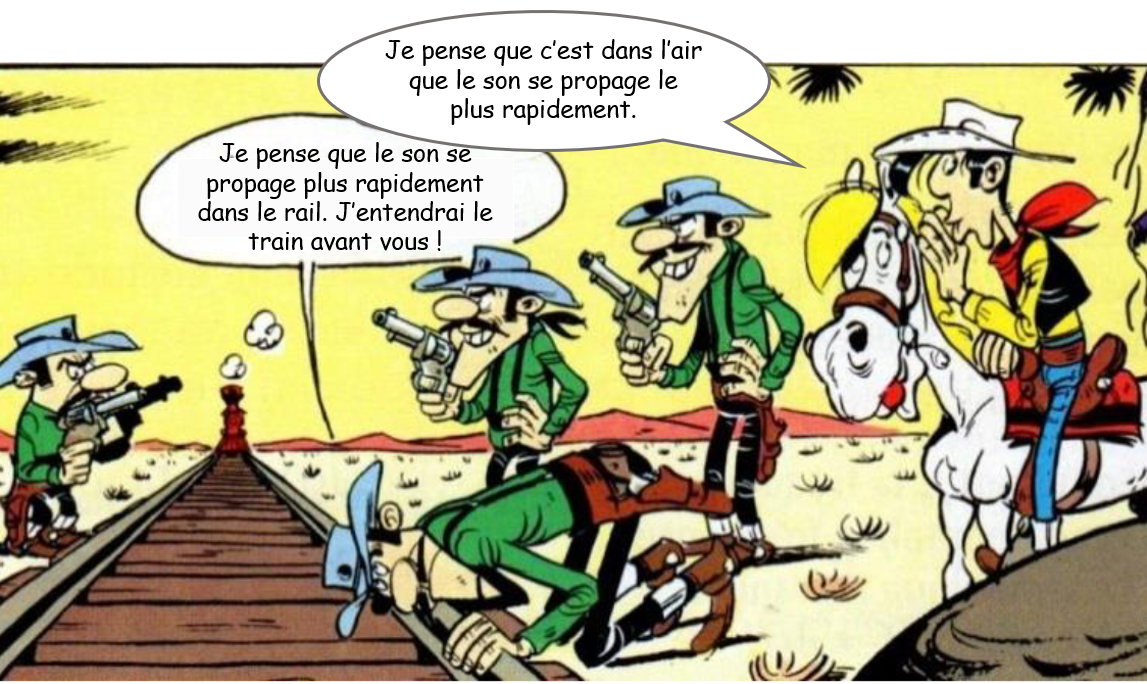 Je pense que c'est dans l'air
que le son se propage le
plus rapidement.
Je pense que le son se
propage plus rapidement
dans le rail. J'entendrai le
train avant vous !